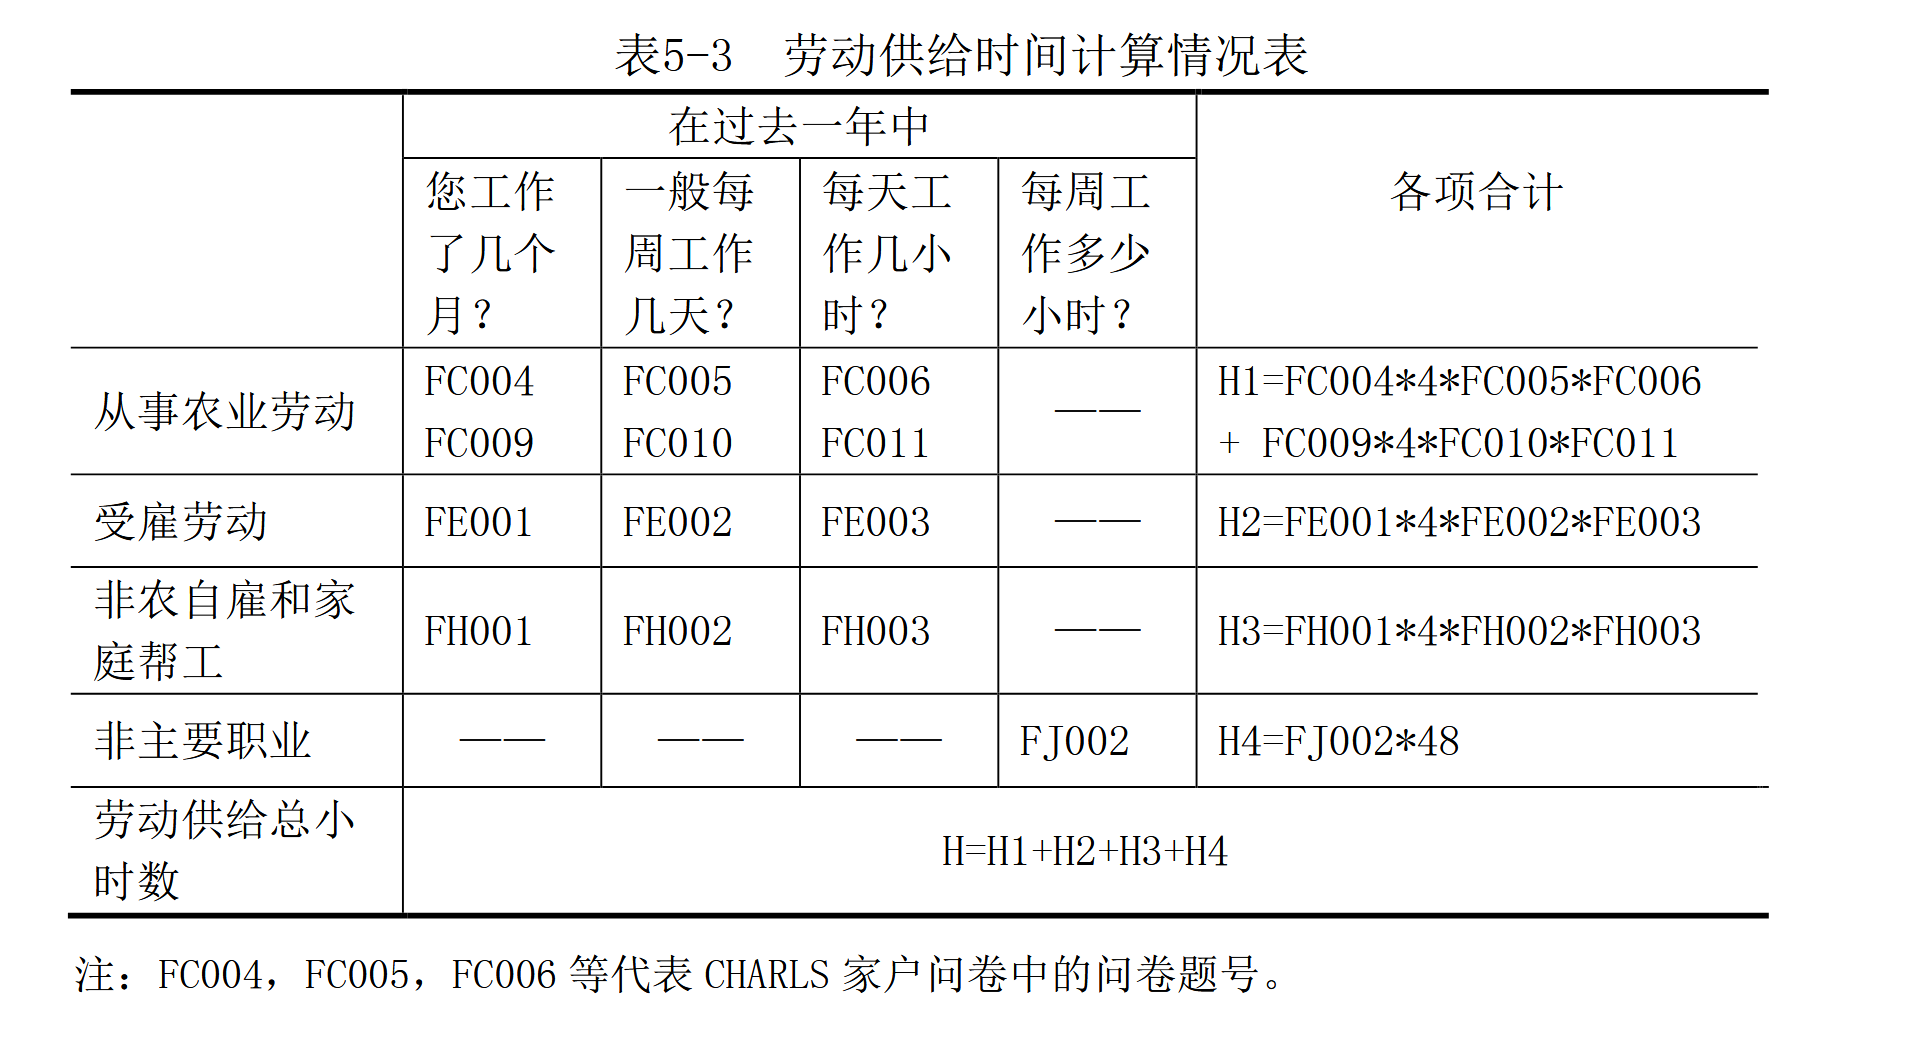 表5-3 劳动供给时间计算情况表
在过去一年中
各项合计
您工作
了几个
月？
一般每
周工作
几天？
每天工
作几小
时？
每周工
作多少
小时？
从事农业劳动
FC004
FC009
FC005
FC010
FC006
FC011
——
H1=FC004*4*FC005*FC006
+ FC009*4*FC010*FC011
受雇劳动
FE001
FE002
FE003
——
H2=FE001*4*FE002*FE003
非农自雇和家
庭帮工
FH001
FH002
FH003
——
H3=FH001*4*FH002*FH003
非主要职业
——
——
——
FJ002
H4=FJ002*48
劳动供给总小
时数
H=H1+H2+H3+H4
注：FC004，FC005，FC006 等代表 CHARLS 家户问卷中的问卷题号。